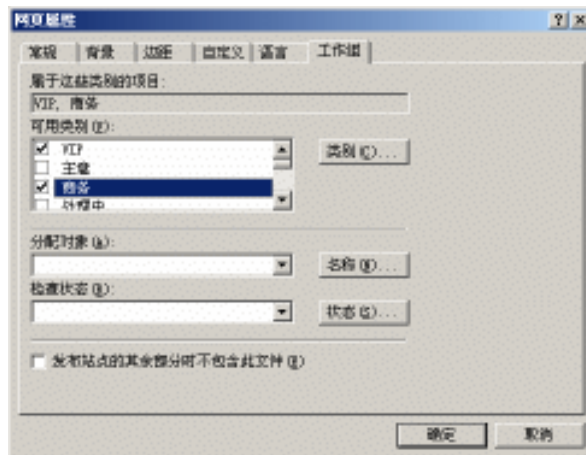 网页属性
常规 背景 边距 自定义 语言 工作组
属于这些类别的项目:
VIP, 商务
可用类别(P):
VIP
类别(C)...
主意
商务
处理中
分配对象(A):
名称(N)...
检查状态(R):
状态(S)...
发布站点的其余部分时不包含此文件(E)
确定 取消